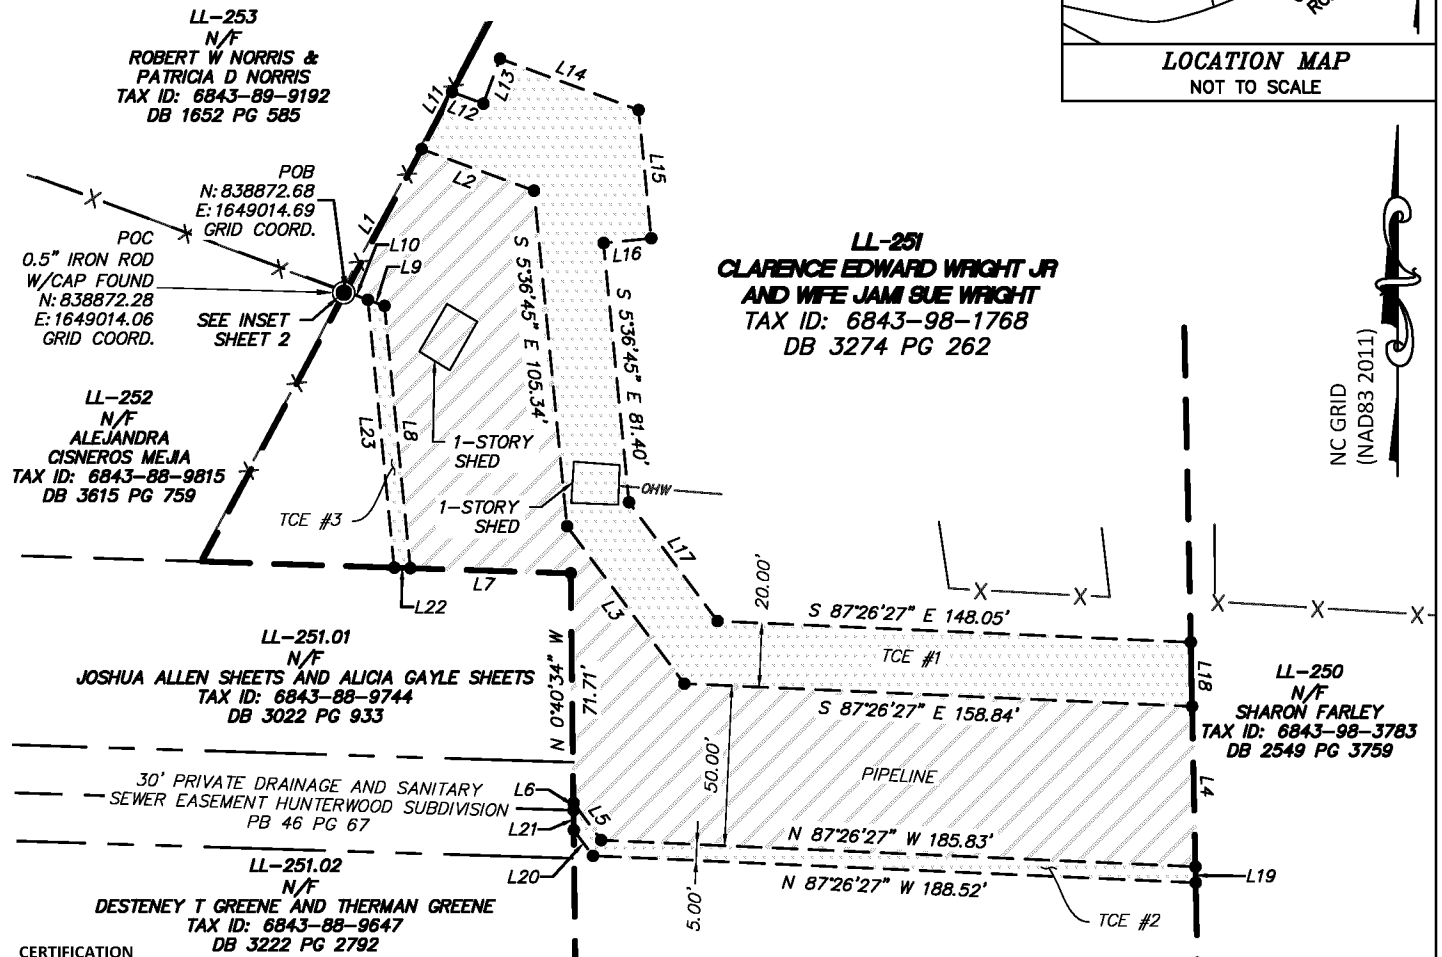 LL-253
N/F
ROBERT W NORRIS &
PATRICIA D NORRIS
TAX ID: 6843-89-9192
DB 1652 PG 585
LOCATION MAP
NOT TO SCALE
L11
L12
L13
L14
L15
L16
L2
L1
L10
L9
POB
N: 838872.68
E: 1649014.69
GRID COORD.
POC
0.5" IRON ROD
W/CAP FOUND
N: 838872.28
E: 1649014.06
GRID COORD.
SEE INSET
SHEET 2
LL-251
CLARENCE EDWARD WRIGHT JR
AND WIFE JAMI SUE WRIGHT
TAX ID: 6843-98-1768
DB 3274 PG 262
NC GRID
(NAD83 2011)
S 5°36'45" E 105.34'
S 5°36'45" E 81.40'
LL-252
N/F
ALEJANDRA
CISNEROS MEJIA
TAX ID: 6843-88-9815
DB 3615 PG 759
L23
L8
1-STORY
SHED
1-STORY
SHED
OHW
TCE #3
L7
L22
L17
L3
20.00'
S 87°26'27" E 148.05'
TCE #1
S 87°26'27" E 158.84'
L18
LL-251.01
N/F
JOSHUA ALLEN SHEETS AND ALICIA GAYLE SHEETS
TAX ID: 6843-88-9744
DB 3022 PG 933
N 0°40'34" W
71.71'
LL-250
N/F
SHARON FARLEY
TAX ID: 6843-98-3783
DB 2549 PG 3759
50.00'
PIPELINE
L4
30' PRIVATE DRAINAGE AND SANITARY
SEWER EASEMENT HUNTERWOOD SUBDIVISION
PB 46 PG 67
L6
L5
L21
L20
N 87°26'27" W 185.83'
N 87°26'27" W 188.52'
L19
5.00'
TCE #2
LL-251.02
N/F
DESTENEY T GREENE AND THERMAN GREENE
TAX ID: 6843-88-9647
DB 3222 PG 2792
CERTIFICATION